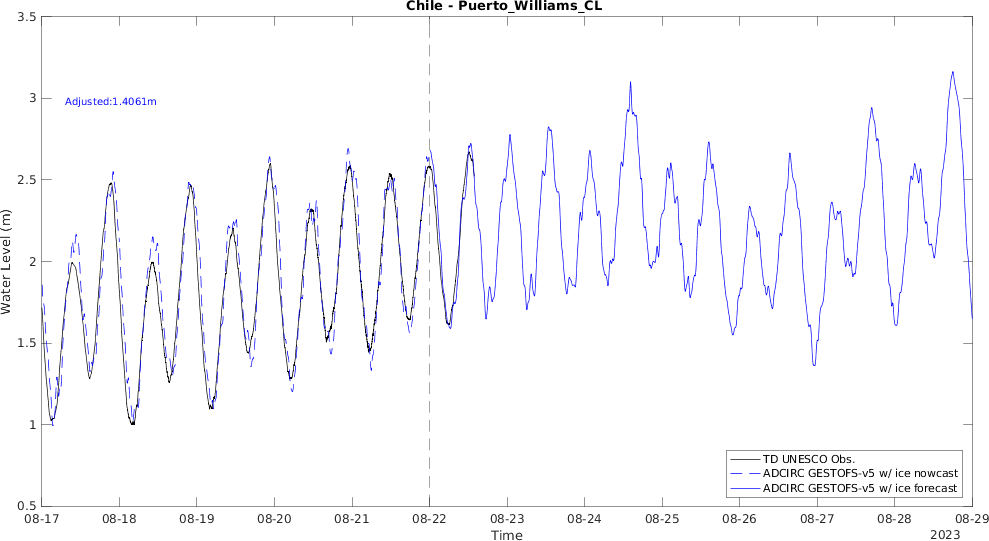 Chile - Puerto_Williams_CL
3.5
3
2.5
2
1.5
1
0.5
Water Level (m)
Adjusted:1.4061m
TD UNESCO Obs.
ADCIRC GESTOFS-v5 w/ ice nowcast
ADCIRC GESTOFS-v5 w/ ice forecast
08-17 08-18 08-19 08-20 08-21 08-22 08-23 08-24 08-25 08-26 08-27 08-28 08-29
Time
2023